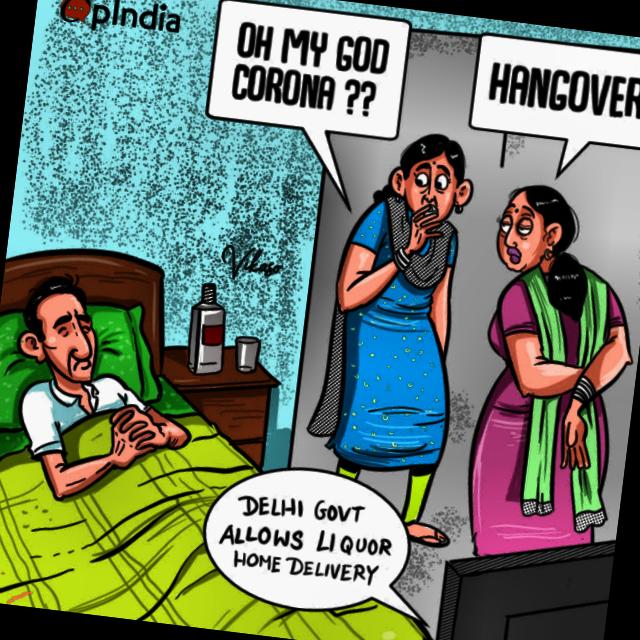 OpIndia
OH MY GOD
CORONA ??
HANGOVER
DELHI GOVT
ALLOWS LIQUOR
HOME DELIVERY